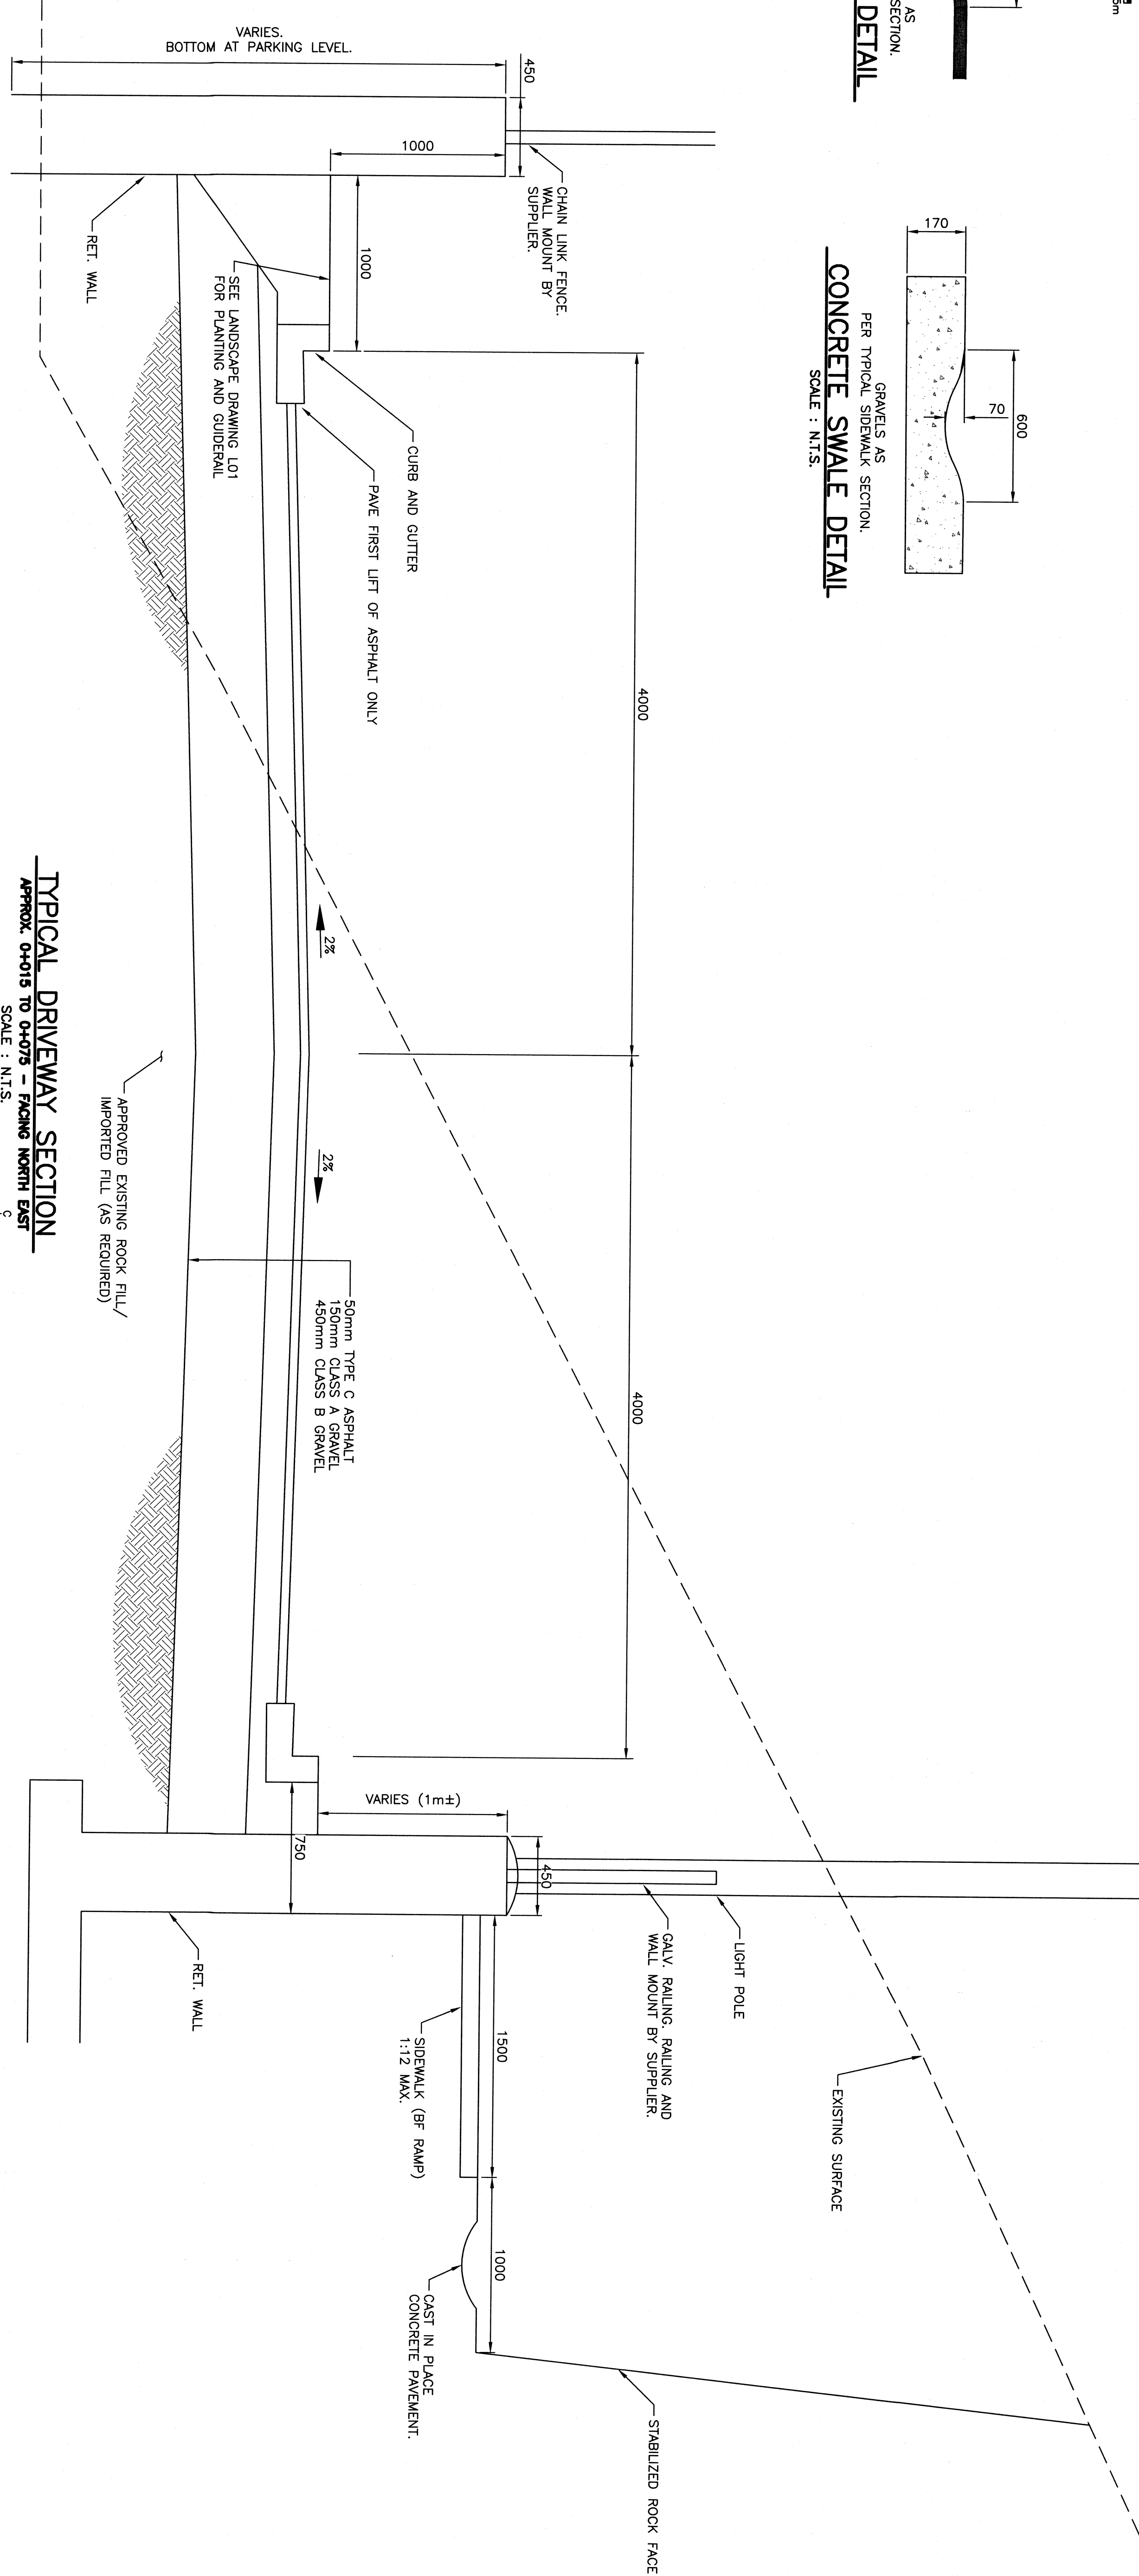 5m
AS
SECTION.
DETAIL
170
600
70
GRAVELS AS
PER TYPICAL SIDEWALK SECTION.
CONCRETE SWALE DETAIL
SCALE : N.T.S.
VARIES.
BOTTOM AT PARKING LEVEL.
450
1000
1000
CHAIN LINK FENCE.
WALL MOUNT BY
SUPPLIER.
RET. WALL
SEE LANDSCAPE DRAWING L01
FOR PLANTING AND GUIDERAIL
CURB AND GUTTER
PAVE FIRST LIFT OF ASPHALT ONLY
4000
2%
2%
4000
50mm TYPE C ASPHALT
150mm CLASS A GRAVEL
450mm CLASS B GRAVEL
APPROVED EXISTING ROCK FILL/
IMPORTED FILL (AS REQUIRED)
VARIES (1m±)
750
450
RET. WALL
LIGHT POLE
GALV. RAILING. RAILING AND
WALL MOUNT BY SUPPLIER.
EXISTING SURFACE
1500
SIDEWALK (BF RAMP)
1:12 MAX.
1000
CAST IN PLACE
CONCRETE PAVEMENT.
STABILIZED ROCK FACE
TYPICAL DRIVEWAY SECTION
APPROX. 0+015 TO 0+075 - FACING NORTH EAST
SCALE : N.T.S.